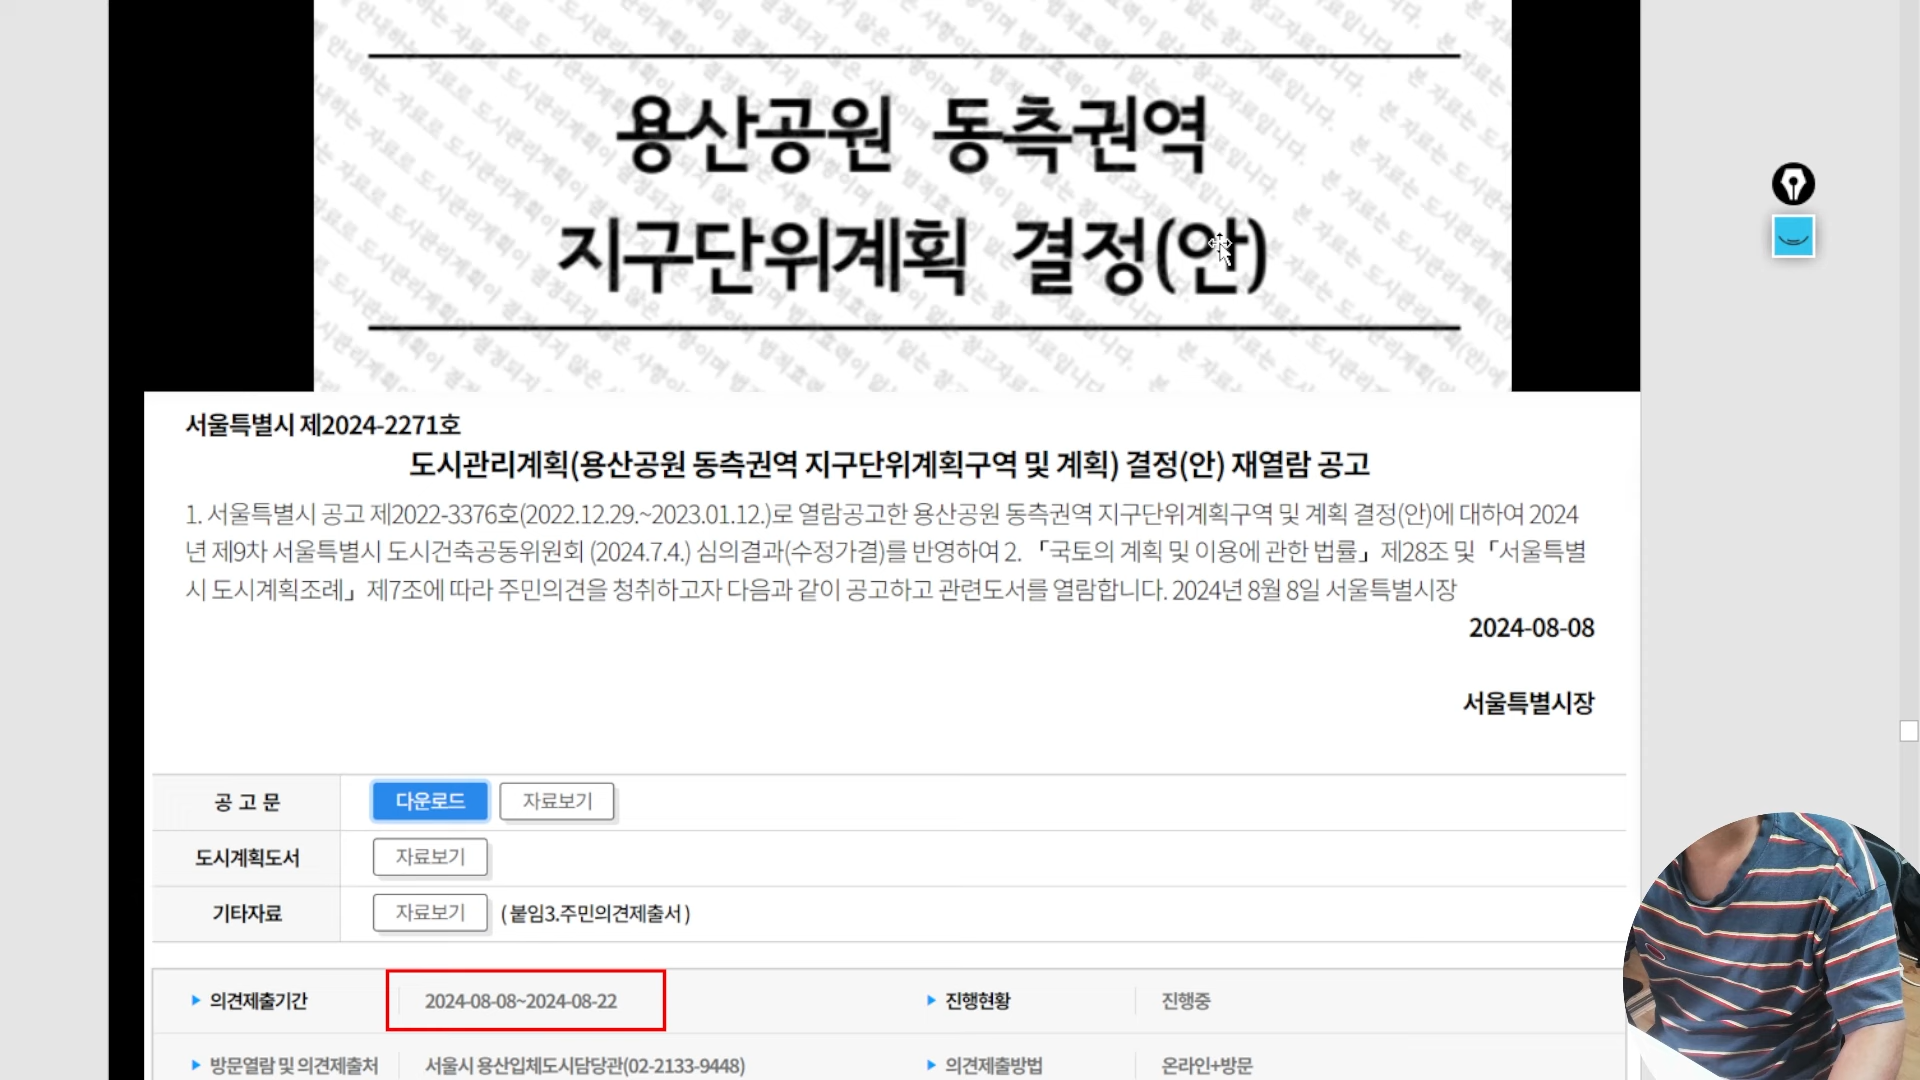 용산공원 동측권역
지구단위계획 결정(안)
서울특별시 제2024-2271호
도시관리계획(용산공원 동측권역 지구단위계획구역 및 계획) 결정(안) 재열람 공고
1. 서울특별시 공고 제2022-3376호(2022.12.29.~2023.01.12.)로 열람공고한 용산공원 동측권역 지구단위계획구역 및 계획 결정(안)에 대하여 2024
년 제9차 서울특별시 도시건축공동위원회 (2024.7.4.) 심의결과(수정가결)를 반영하여 2. 「국토의 계획 및 이용에 관한 법률」 제28조 및 「서울특별
시 도시계획조례」 제7조에 따라 주민의견을 청취하고자 다음과 같이 공고하고 관련도서를 열람합니다. 2024년 8월 8일 서울특별시장
2024-08-08
서울특별시장
공 고 문 다운로드 자료보기
도시계획도서 자료보기
기타자료 자료보기 ( 붙임3.주민의견제출서 )
의견제출기간 2024-08-08~2024-08-22 진행현황 진행중
방문열람 및 의견제출처 서울시 용산입체도시담당관(02-2133-9448) 의견제출방법 온라인+방문